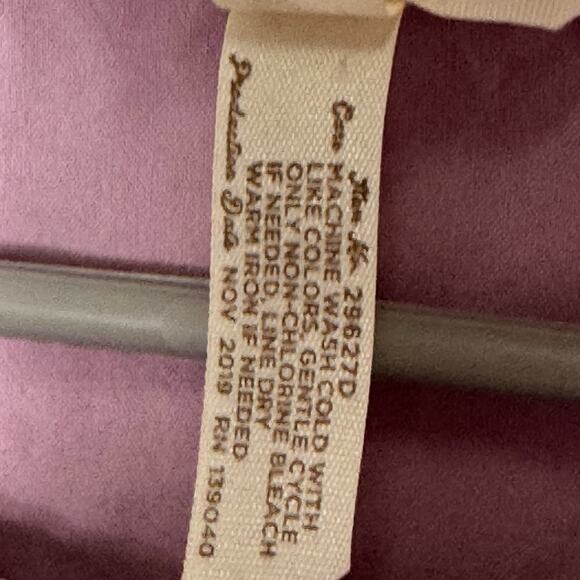 Item No. 29627D
Care MACHINE WASH COLD WITH
LIKE COLORS, GENTLE CYCLE
ONLY NON-CHLORINE BLEACH
IF NEEDED, LINE DRY
WARM IRON IF NEEDED
Production Date NOV 2019 RN 139040